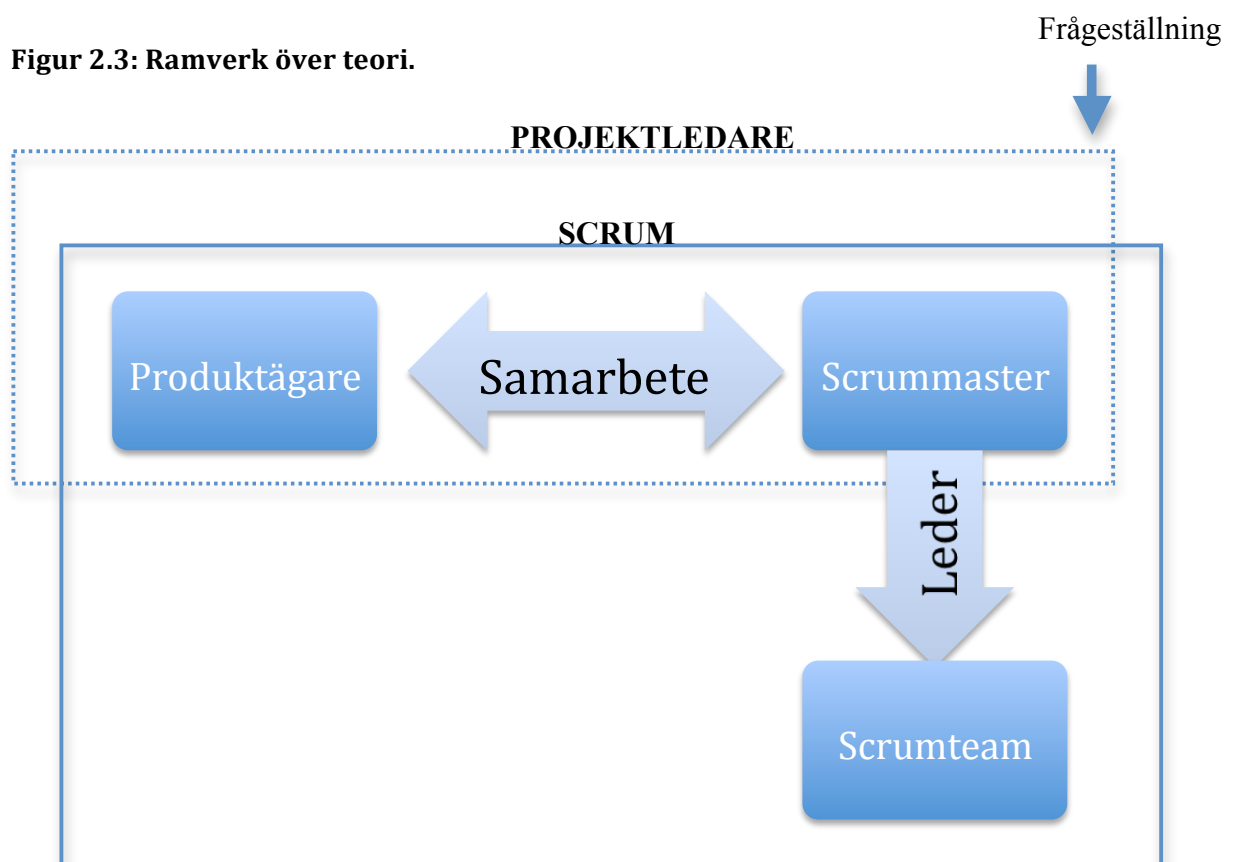 Frågeställning
Figur 2.3: Ramverk över teori.
PROJEKTLEDARE
SCRUM
Produktägare
Samarbete
Scrummaster
Leder
Scrumteam